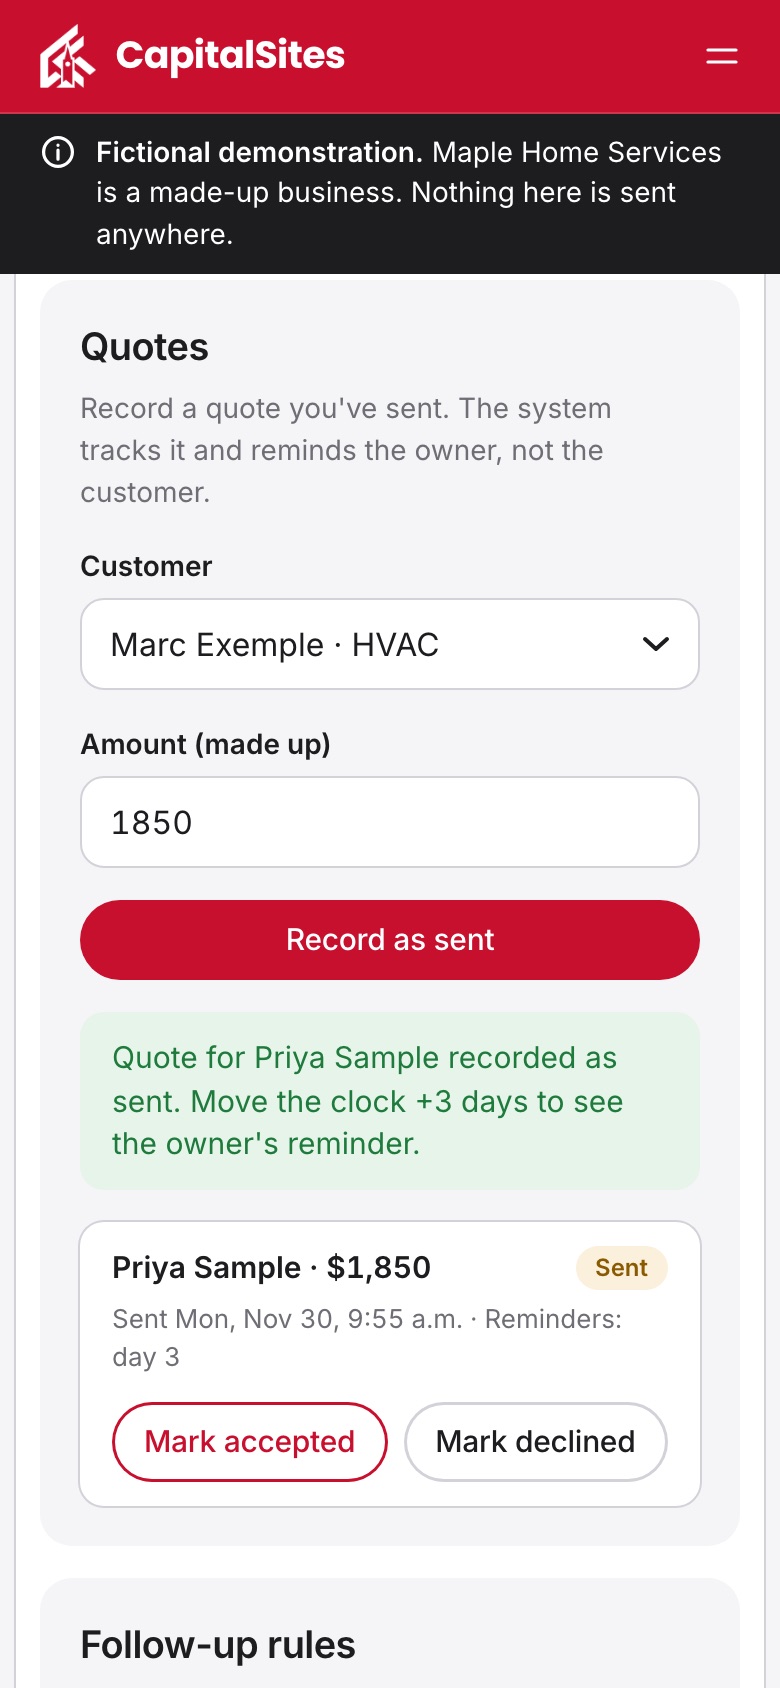 CapitalSites
Fictional demonstration. Maple Home Services
is a made-up business. Nothing here is sent
anywhere.
Quotes
Record a quote you've sent. The system
tracks it and reminds the owner, not the
customer.
Customer
Marc Exemple · HVAC
Amount (made up)
1850
Record as sent
Quote for Priya Sample recorded as
sent. Move the clock +3 days to see
the owner's reminder.
Priya Sample · $1,850
Sent
Sent Mon, Nov 30, 9:55 a.m. · Reminders:
day 3
Mark accepted
Mark declined
Follow-up rules